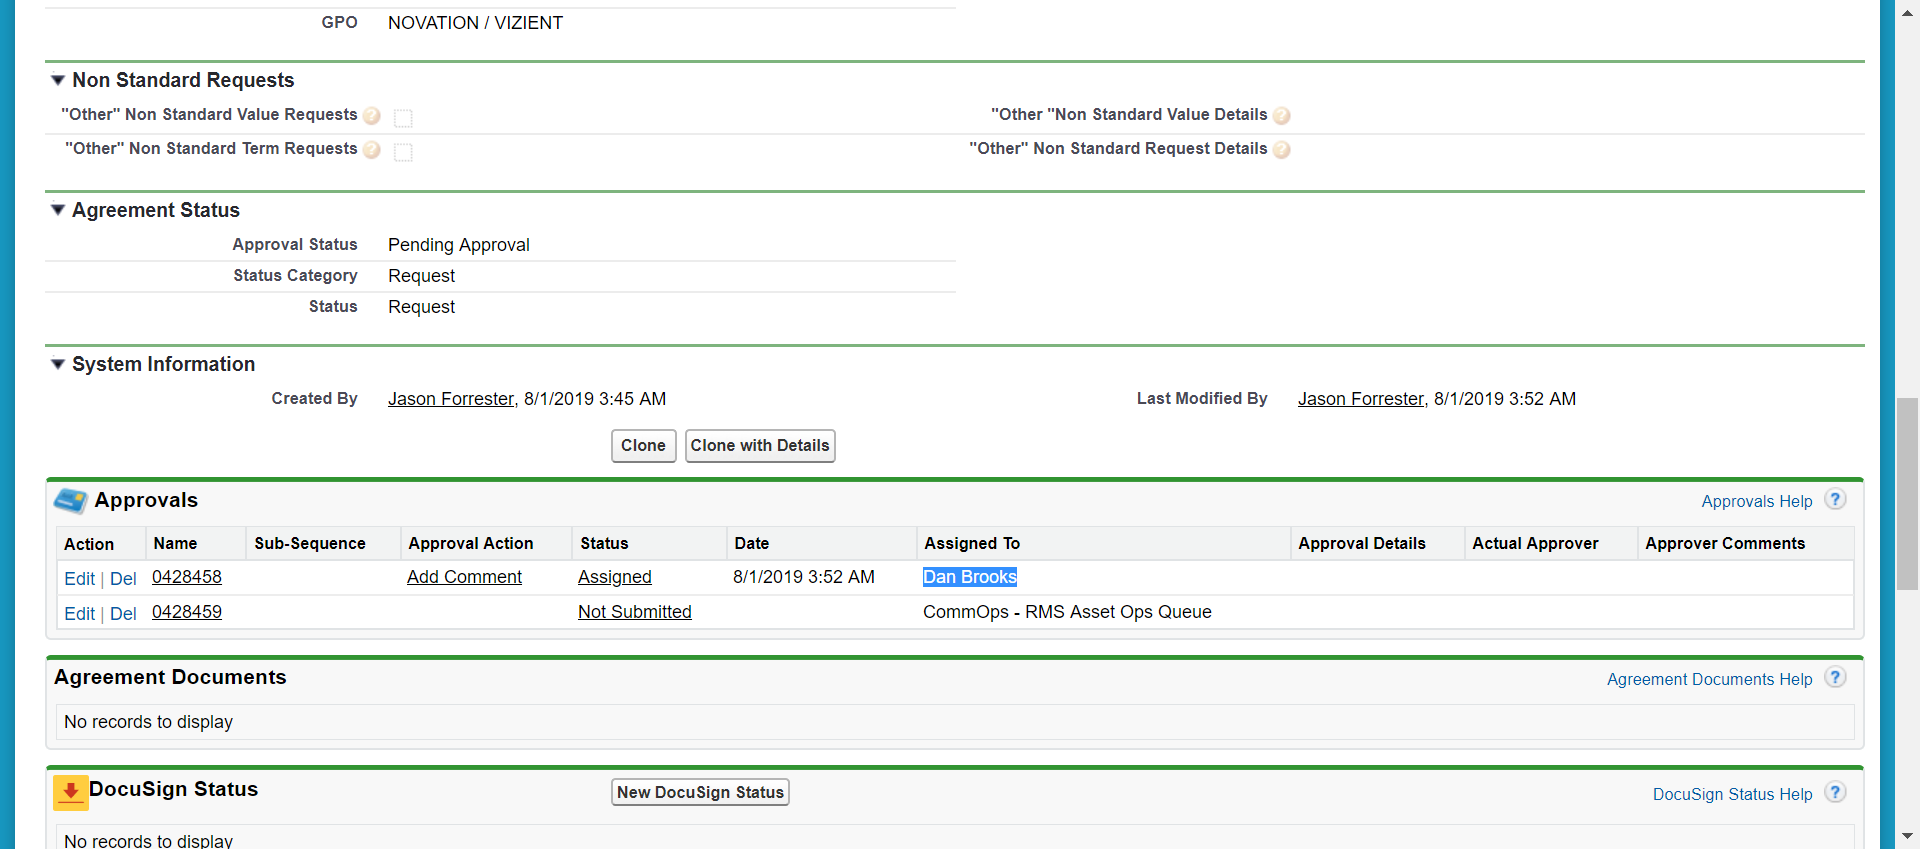 GPO NOVATION / VIZIENT
Non Standard Requests
"Other" Non Standard Value Requests ? "Other "Non Standard Value Details ?
"Other" Non Standard Term Requests ? "Other" Non Standard Request Details ?
Agreement Status
Approval Status Pending Approval
Status Category Request
Status Request
System Information
Created By Jason Forrester, 8/1/2019 3:45 AM Last Modified By Jason Forrester, 8/1/2019 3:52 AM
Clone Clone with Details
Approvals Approvals Help ?
Action Name Sub-Sequence Approval Action Status Date Assigned To Approval Details Actual Approver Approver Comments
Edit | Del 0428458 Add Comment Assigned 8/1/2019 3:52 AM Dan Brooks
Edit | Del 0428459 Not Submitted CommOps - RMS Asset Ops Queue
Agreement Documents Agreement Documents Help ?
No records to display
DocuSign Status New DocuSign Status DocuSign Status Help ?
No records to display